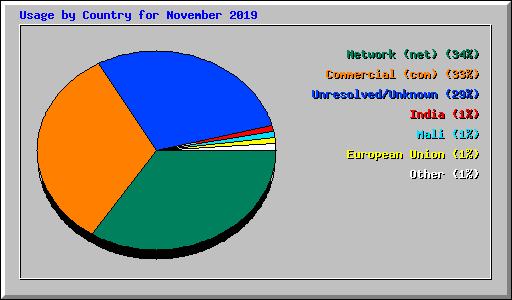 Usage by Country for November 2019
Network (net) (34%)
Commercial (com) (33%)
Unresolved/Unknown (29%)
India (1%)
Mali (1%)
European Union (1%)
Other (1%)